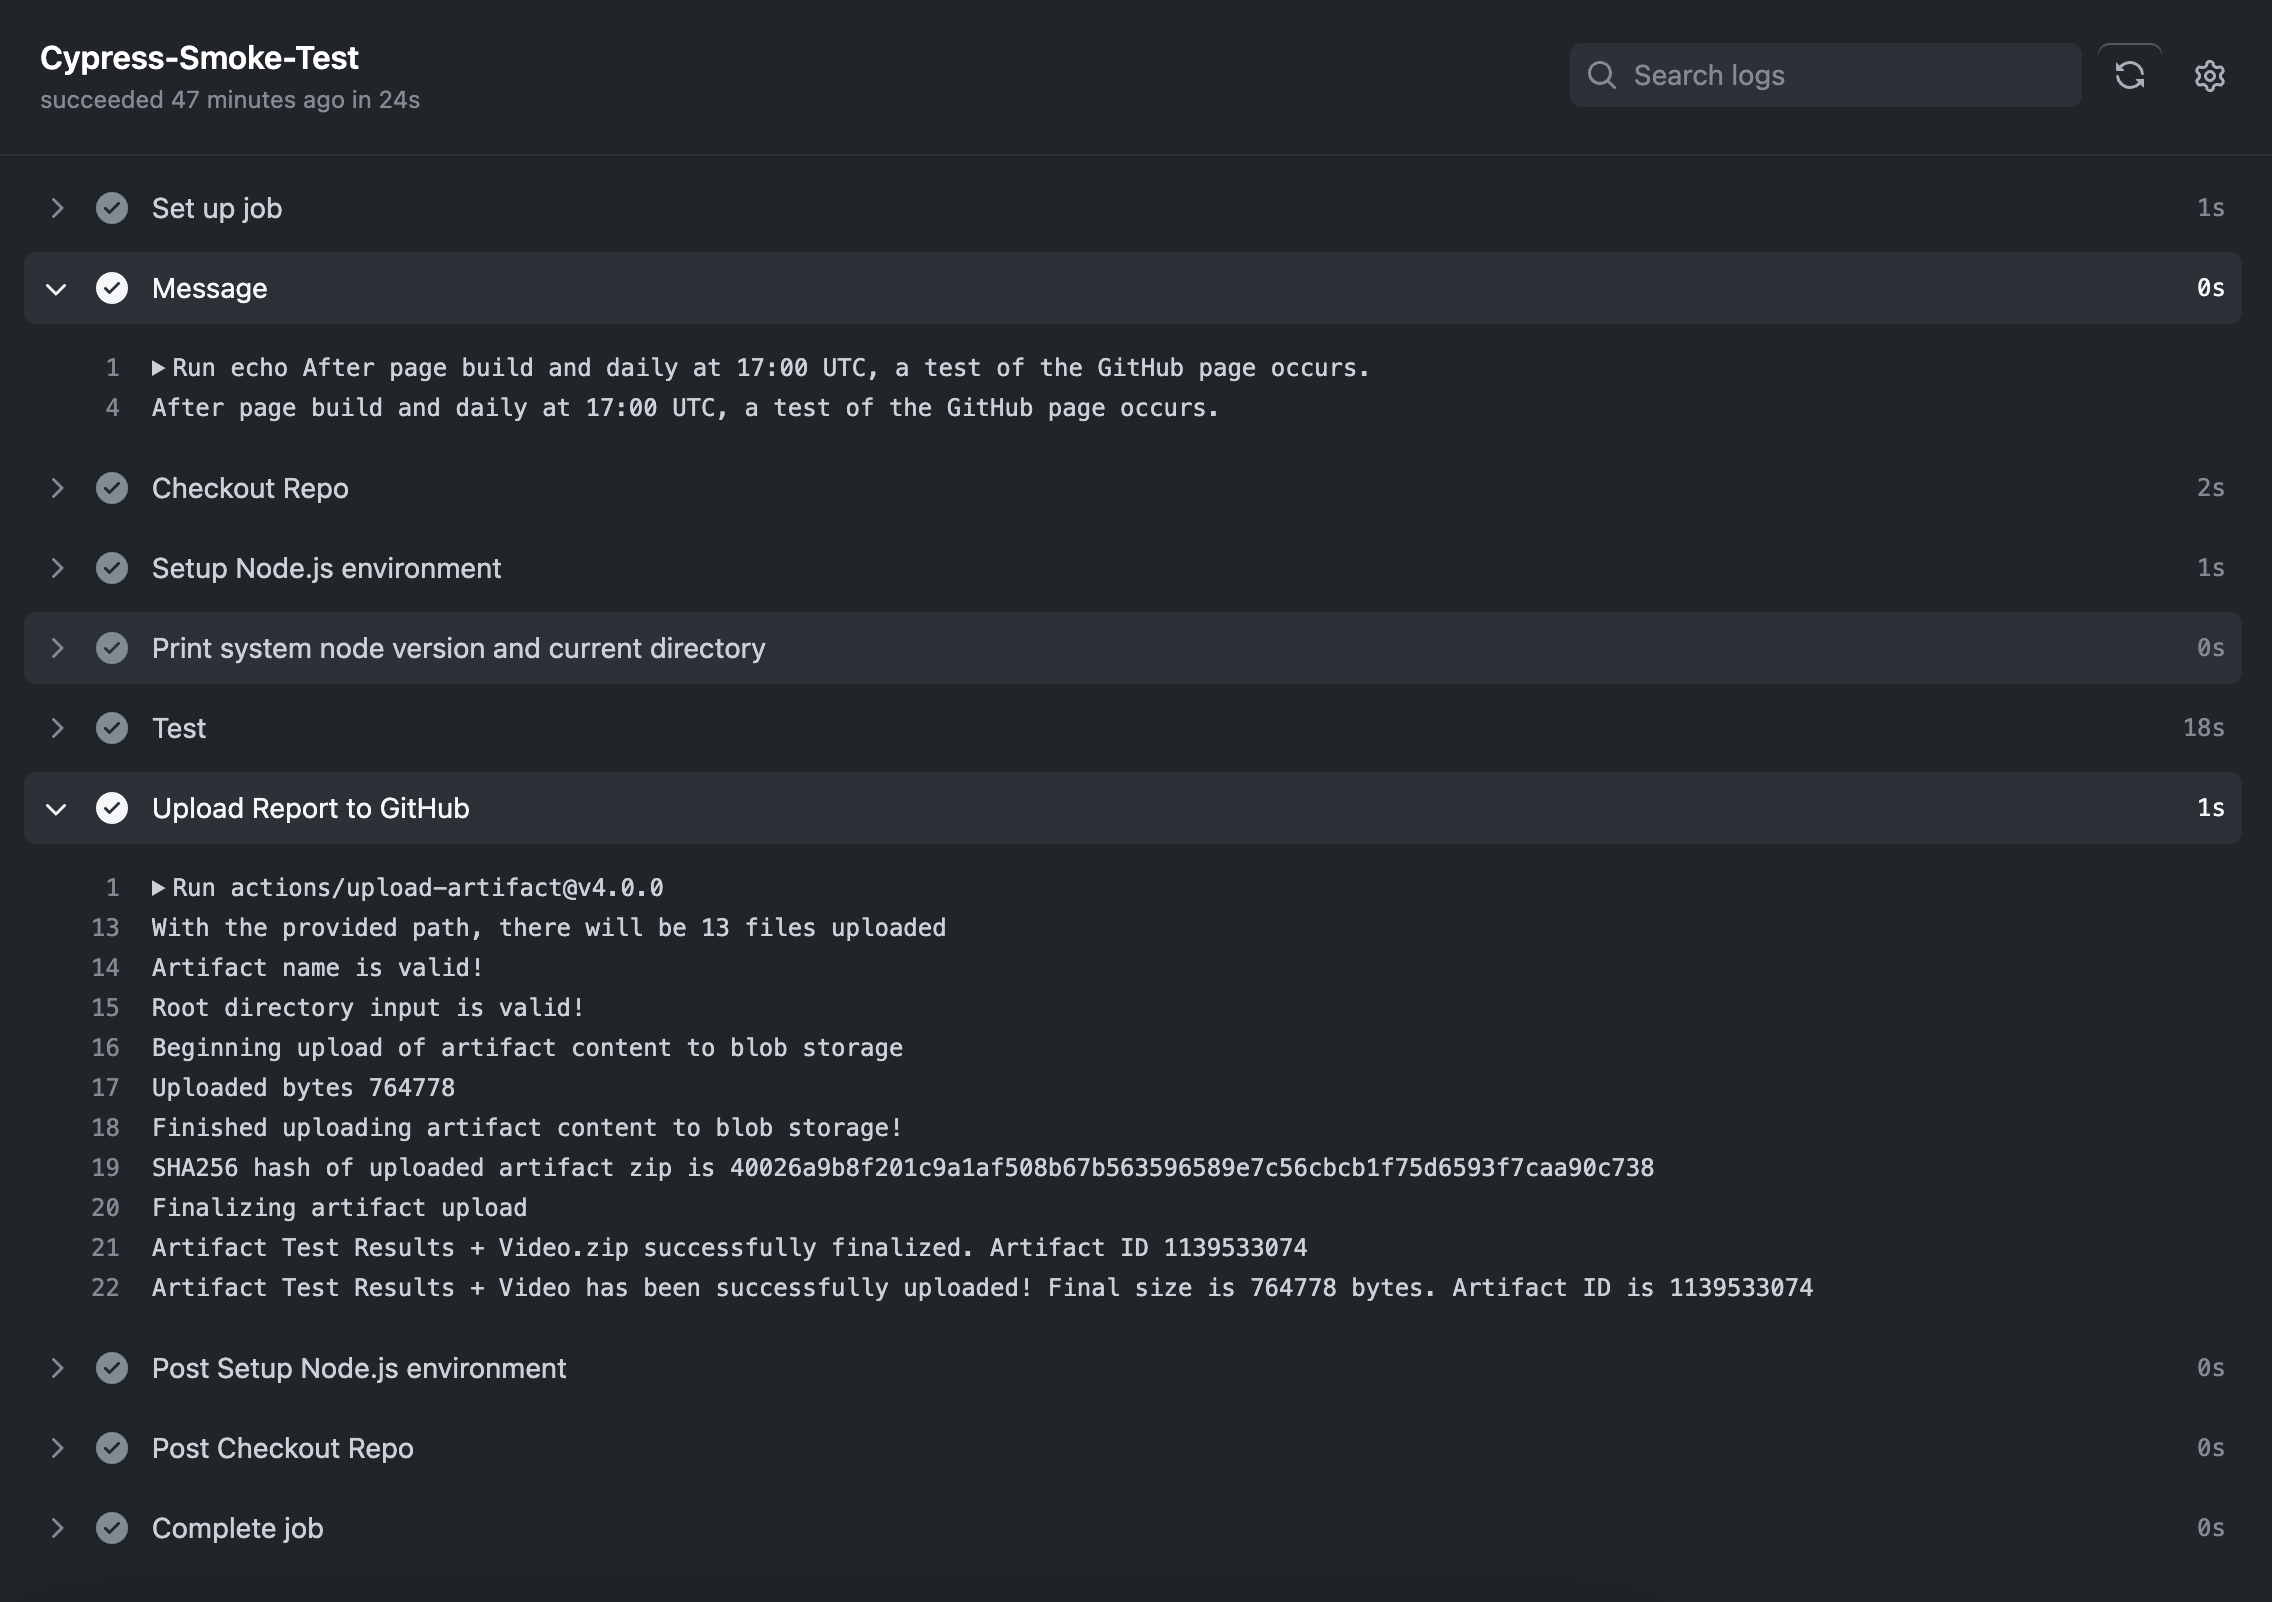 Cypress-Smoke-Test
succeeded 47 minutes ago in 24s
Search logs
Set up job 1s
Message 0s
1 Run echo After page build and daily at 17:00 UTC, a test of the GitHub page occurs.
4 After page build and daily at 17:00 UTC, a test of the GitHub page occurs.
Checkout Repo 2s
Setup Node.js environment 1s
Print system node version and current directory 0s
Test 18s
Upload Report to GitHub 1s
1 Run actions/upload-artifact@v4.0.0
13 With the provided path, there will be 13 files uploaded
14 Artifact name is valid!
15 Root directory input is valid!
16 Beginning upload of artifact content to blob storage
17 Uploaded bytes 764778
18 Finished uploading artifact content to blob storage!
19 SHA256 hash of uploaded artifact zip is 40026a9b8f201c9a1af508b67b563596589e7c56cbcb1f75d6593f7caa90c738
20 Finalizing artifact upload
21 Artifact Test Results + Video.zip successfully finalized. Artifact ID 1139533074
22 Artifact Test Results + Video has been successfully uploaded! Final size is 764778 bytes. Artifact ID is 1139533074
Post Setup Node.js environment 0s
Post Checkout Repo 0s
Complete job 0s